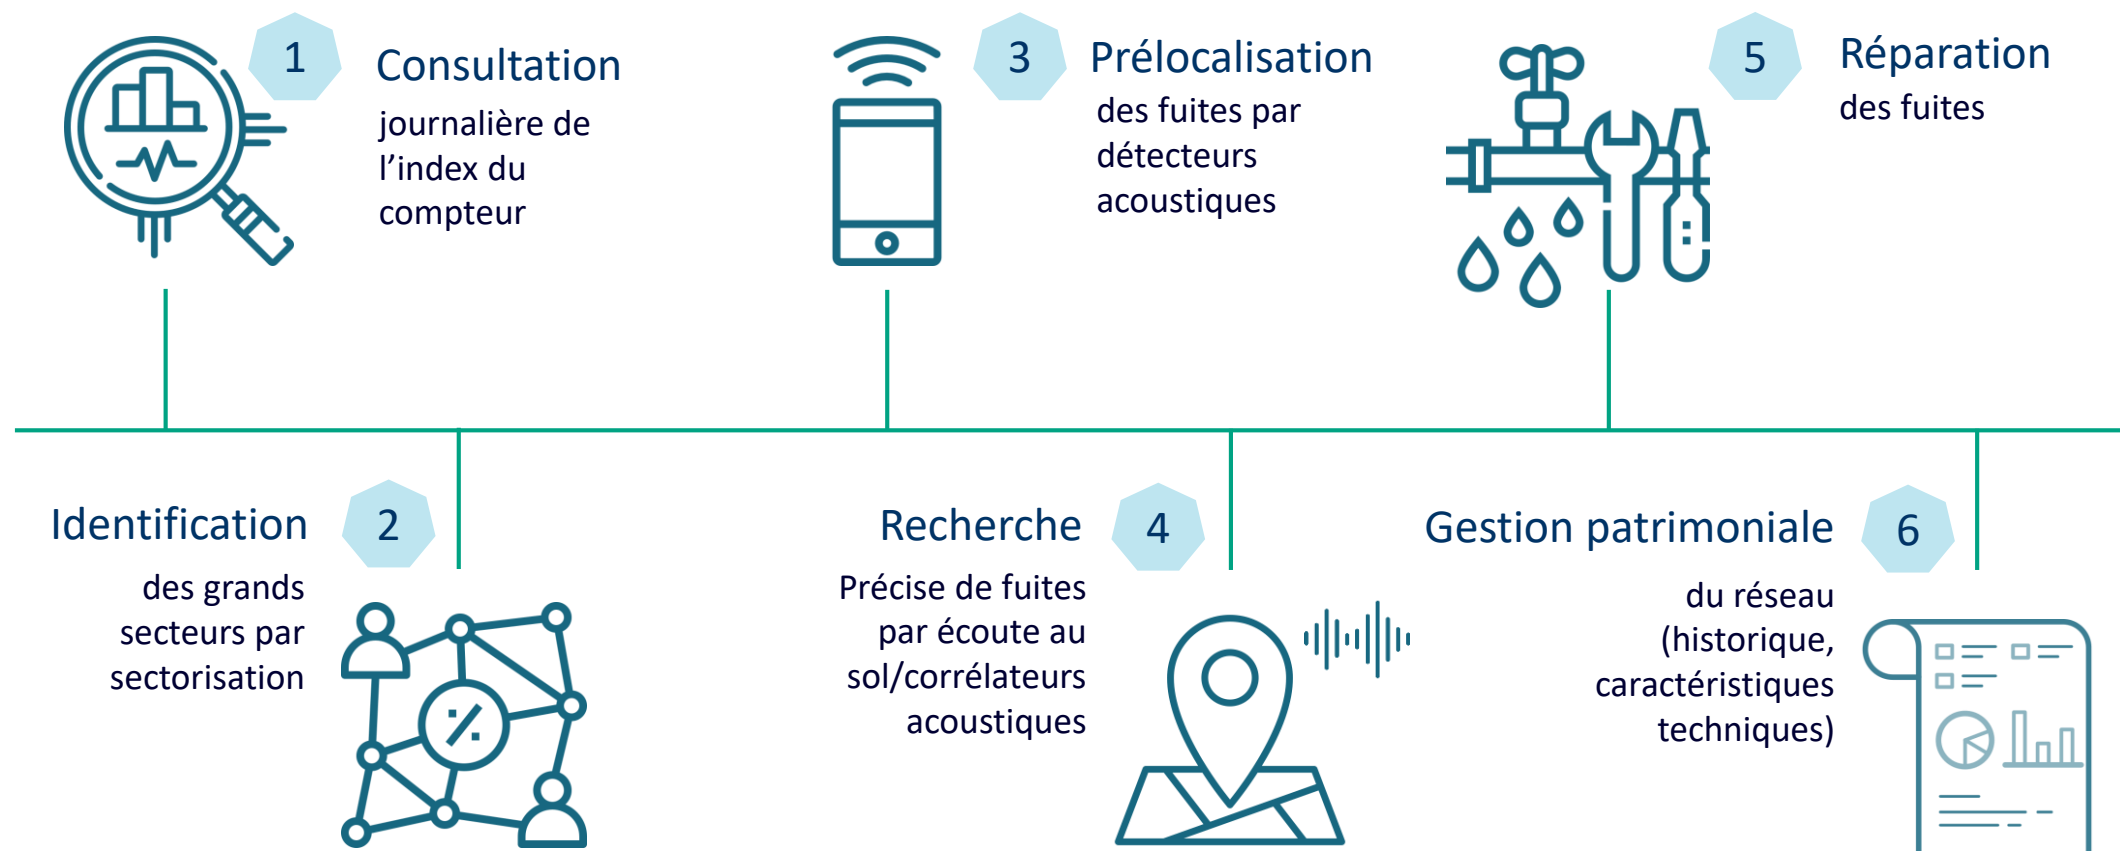 1
Consultation
journalière de
l’index du
compteur
2
Identification
des grands
secteurs par
sectorisation
3
Prélocalisation
des fuites par
détecteurs
acoustiques
4
Recherche
Précise de fuites
par écoute au
sol/corrélateurs
acoustiques
5
Réparation
des fuites
6
Gestion patrimoniale
du réseau
(historique,
caractéristiques
techniques)